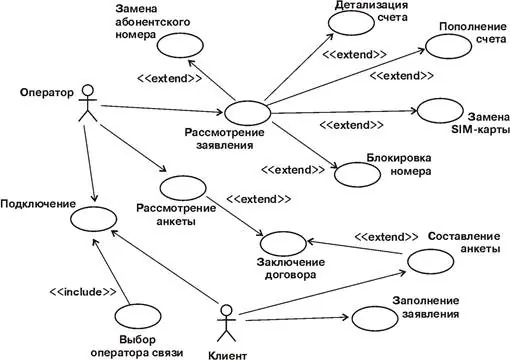 Замена
абонентского
номера
Детализация
счета
Пополнение
счета
<<extend>>
<<extend>>
<<extend>>
Оператор
Рассмотрение
заявления
<<extend>>
Замена
SIM-карты
<<extend>>
Блокировка
номера
Подключение
Рассмотрение
анкеты
<<extend>>
Заключение
договора
<<extend>>
Составление
анкеты
<<include>>
Выбор
оператора связи
Клиент
Заполнение
заявления